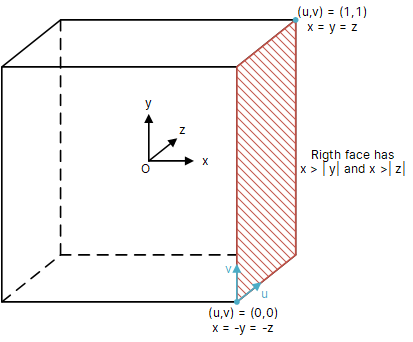 (u,v) = (1,1)
x = y = z
y
z
x
O
Rigth face has
x > |y| and x >|z|
v
u
(u,v) = (0,0)
x = -y = -z